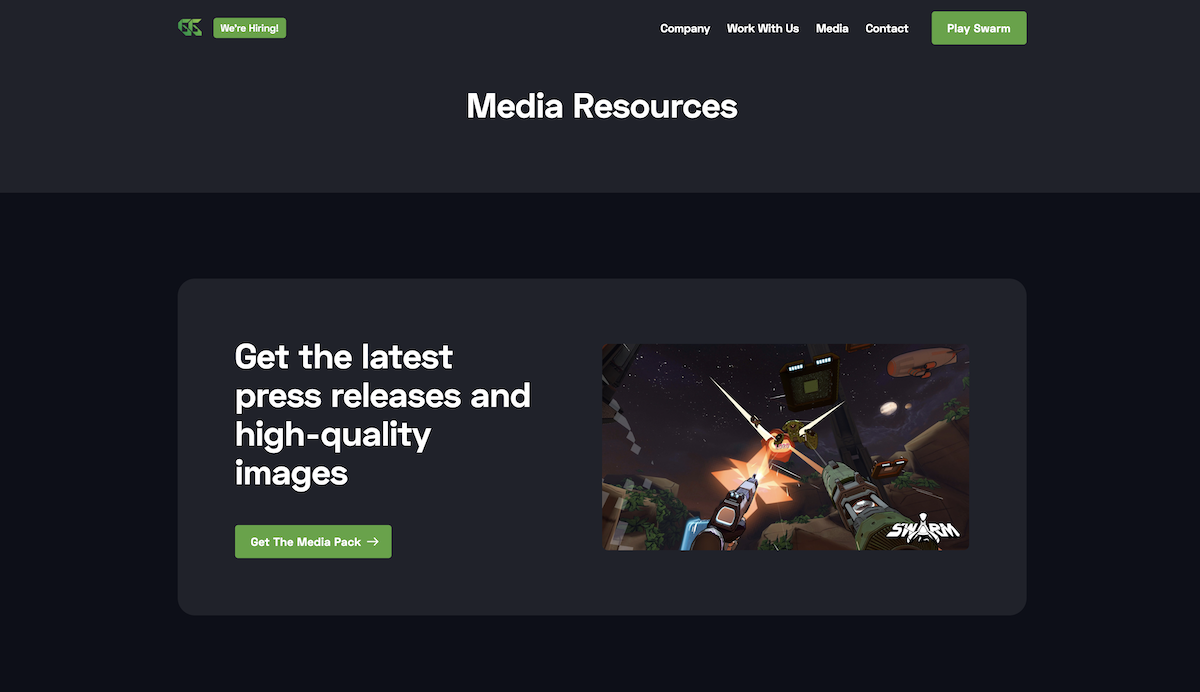 We're Hiring!
Company
Work With Us
Media
Contact
Play Swarm
Media Resources
Get the latest
press releases and
high-quality
images
Get The Media Pack →
SWARM